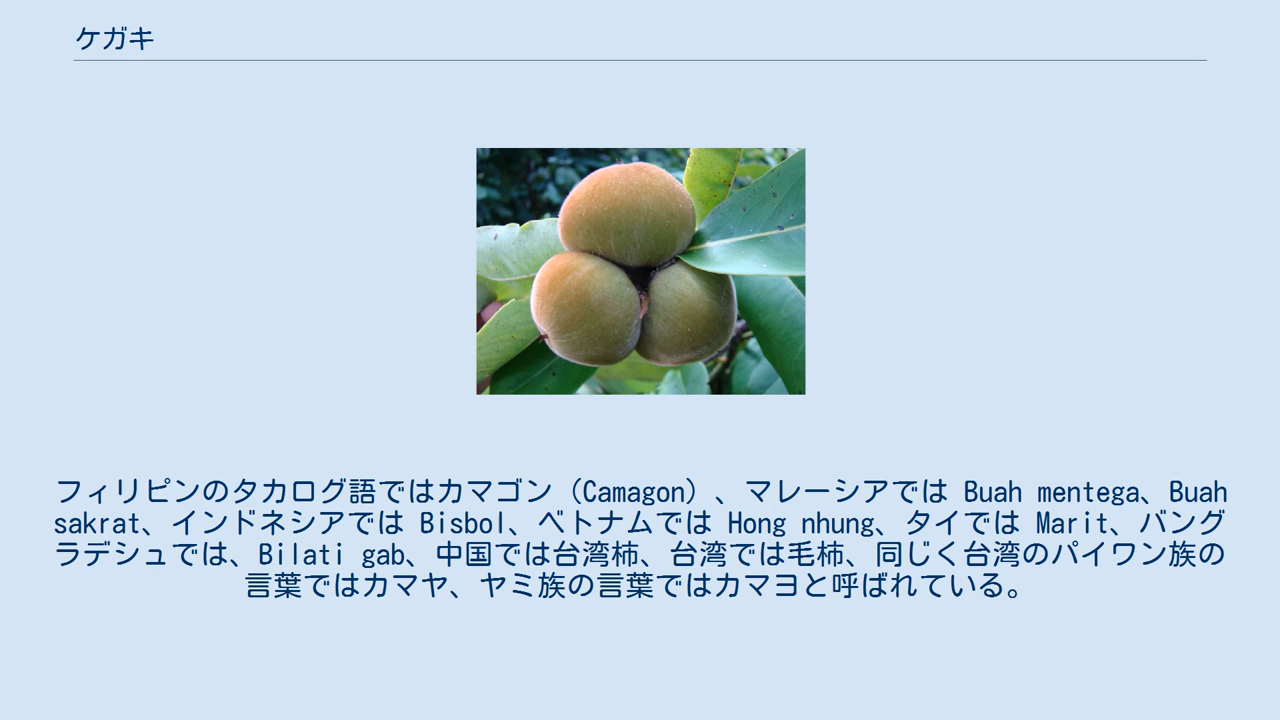 ケガキ
フィリピンのタカログ語ではカマゴン（Camagon）、マレーシアでは Buah mentega、Buah
sakrat、インドネシアでは Bisbol、ベトナムでは Hong nhung、タイでは Marit、バング
ラデシュでは、Bilati gab、中国では台湾柿、台湾では毛柿、同じく台湾のパイワン族の
言葉ではカマヤ、ヤミ族の言葉ではカマヨと呼ばれている。